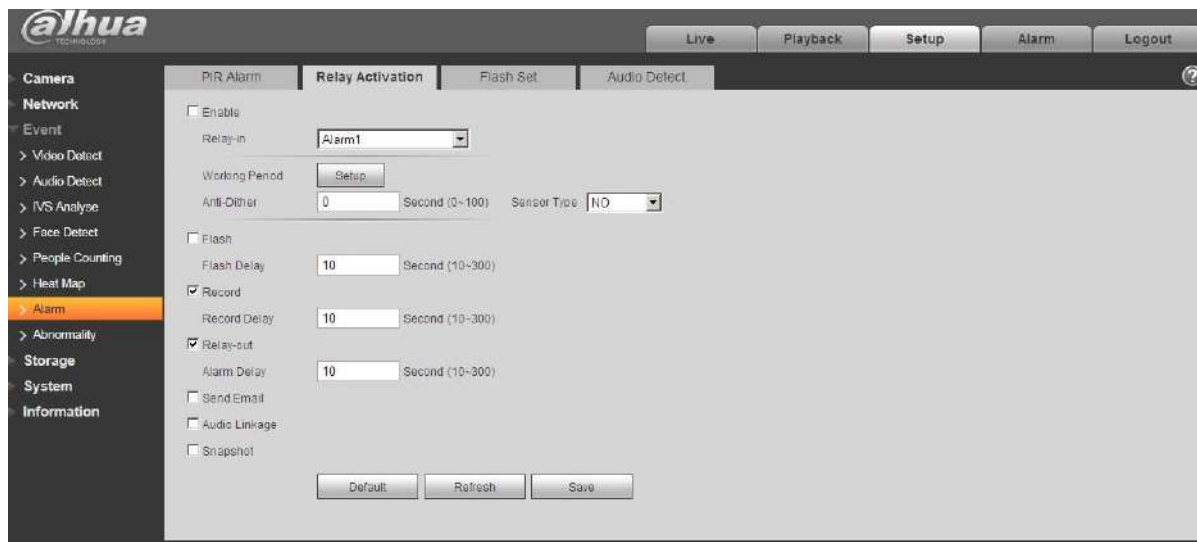 alhua
TECHNOLOGY
Live Playback Setup Alarm Logout
Camera
Network
Event
> Video Detect
> Audio Detect
> IVS Analyse
> Face Detect
> People Counting
> Heat Map
> Alarm
> Abnormality
Storage
System
Information
PIR Alarm Relay Activation Flash Set Audio Detect ?
Enable
Relay-in Alarm1
Working Period Setup
Anti-Dither 0 Second (0~100) Sensor Type NO
Flash
Flash Delay 10 Second (10~300)
Record
Record Delay 10 Second (10~300)
Relay-out
Alarm Delay 10 Second (10~300)
Send Email
Audio Linkage
Snapshot
Default Refresh Save